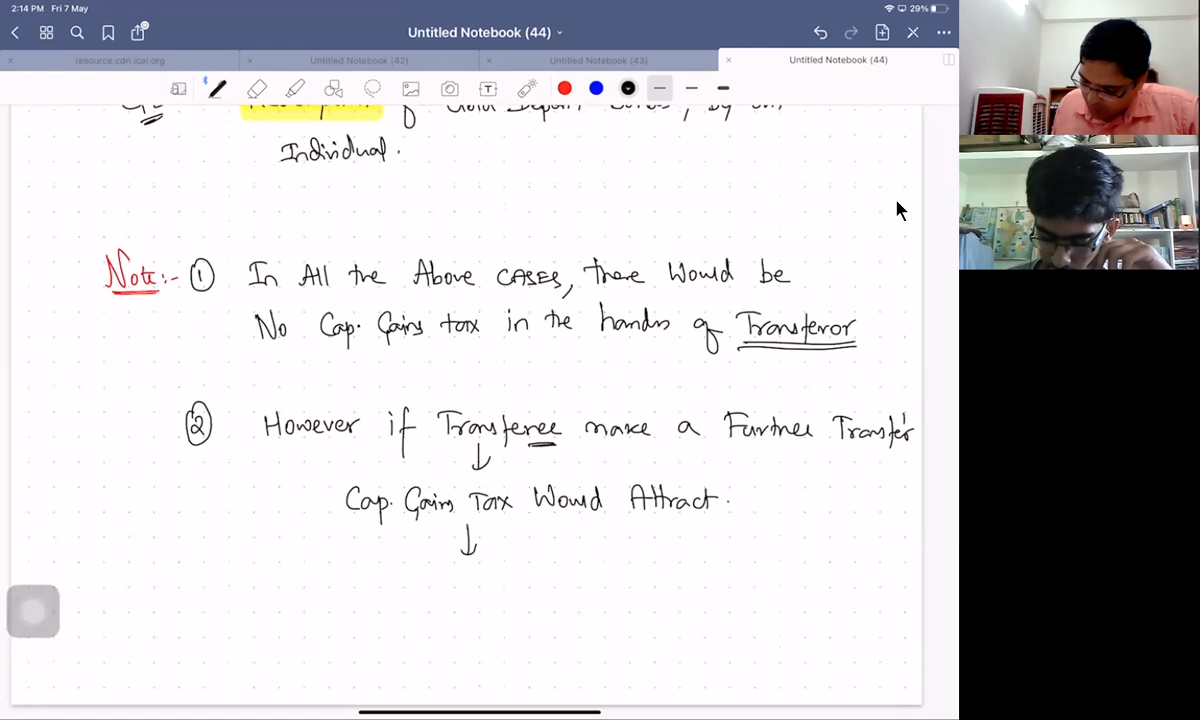 2:14 PM Fri 7 May
29%
Untitled Notebook (44)
resource.cdn.icai.org
Untitled Notebook (42)
Untitled Notebook (43)
Untitled Notebook (44)
Individual.
Note:- ① In All the Above CASES, there Would be
No Cap. Gains tax in the hands of Transferor
② However if Transferee make a Further Transfer
↓
Cap. Gains Tax Would Attract.
↓